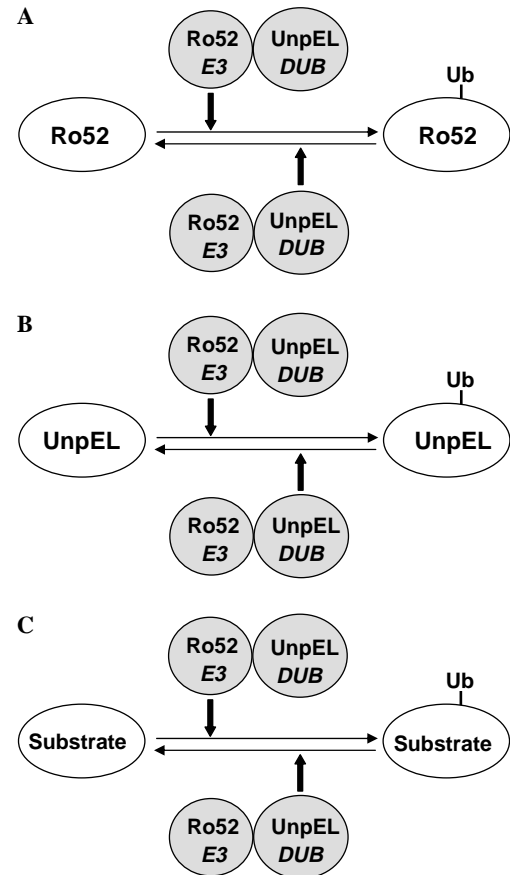 A
Ro52 UnpEL
E3 DUB
Ub
Ro52 Ro52
Ro52 UnpEL
E3 DUB
B
Ro52 UnpEL
E3 DUB
Ub
UnpEL UnpEL
Ro52 UnpEL
E3 DUB
C
Ro52 UnpEL
E3 DUB
Ub
Substrate Substrate
Ro52 UnpEL
E3 DUB